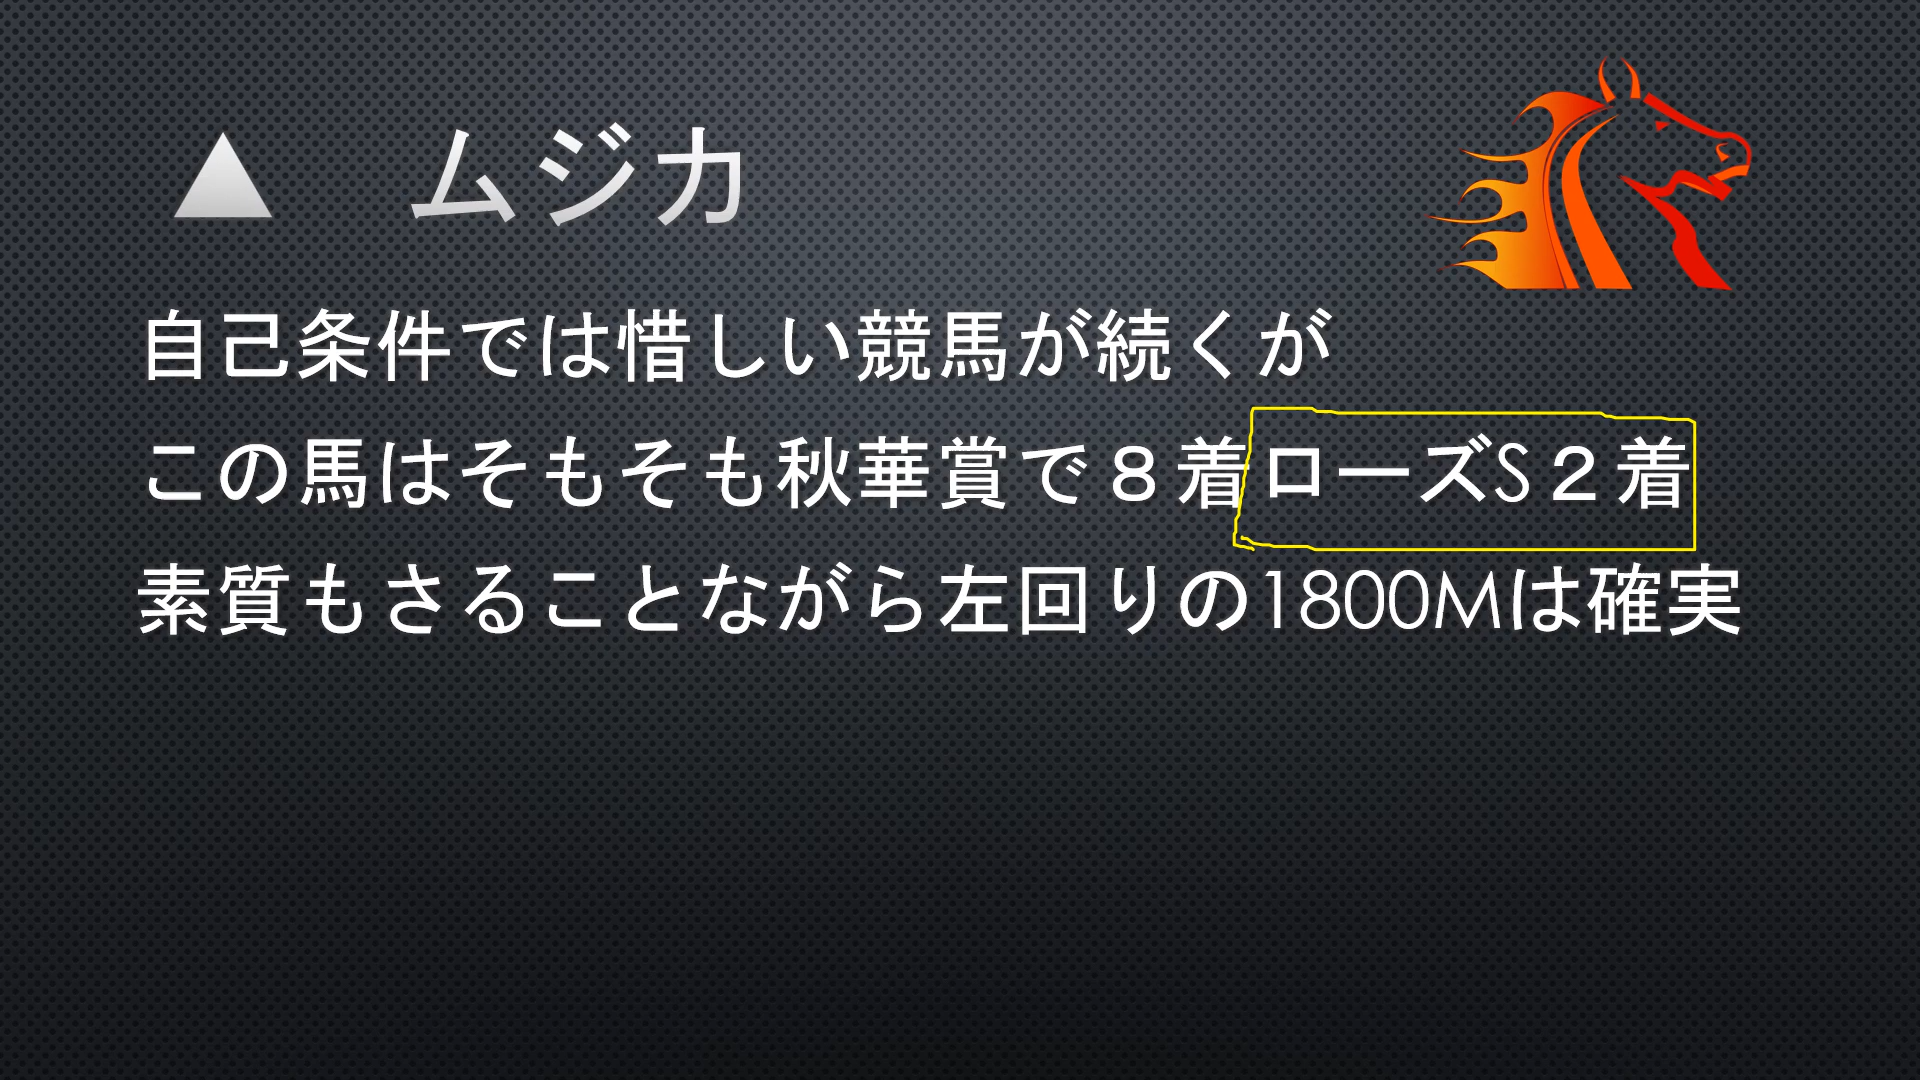 ▲　ムジカ
自己条件では惜しい競馬が続くが
この馬はそもそも秋華賞で８着ローズS２着
素質もさることながら左回りの1800Mは確実